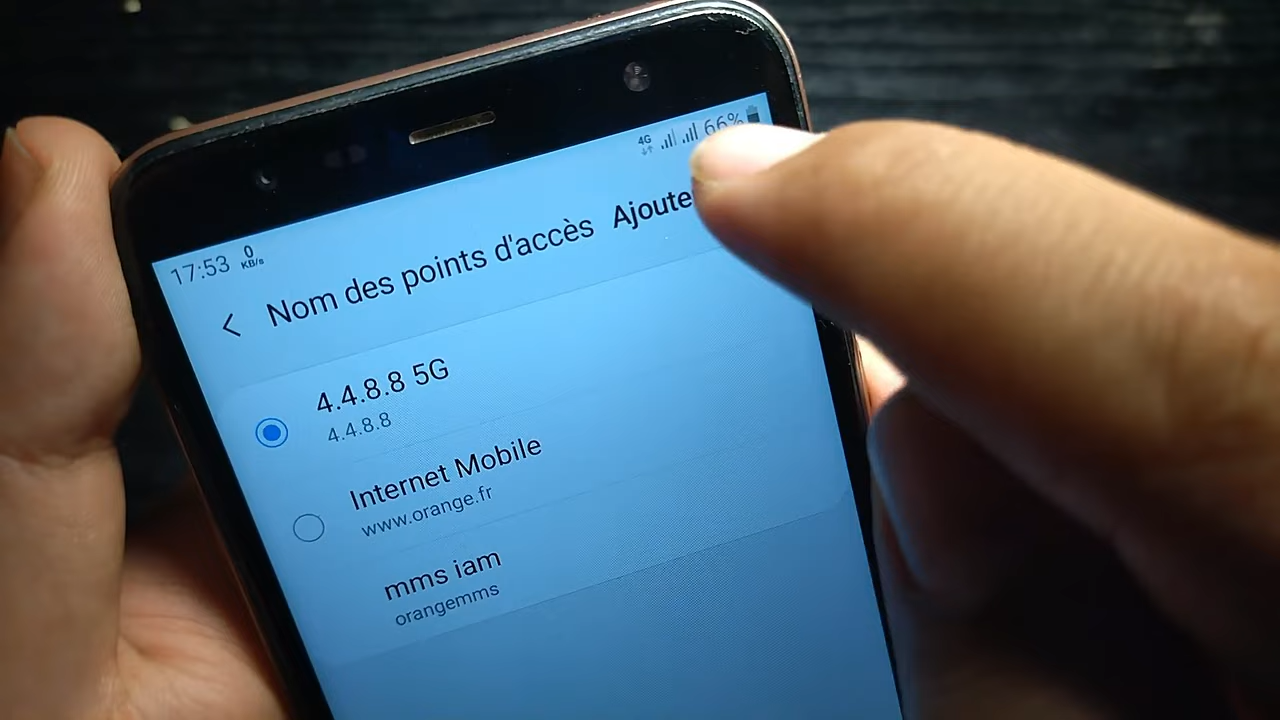 17:53 0 KB/s 4G 66%
Nom des points d'accès
4.4.8.8 5G
4.4.8.8
Internet Mobile
www.orange.fr
mms iam
orangemms